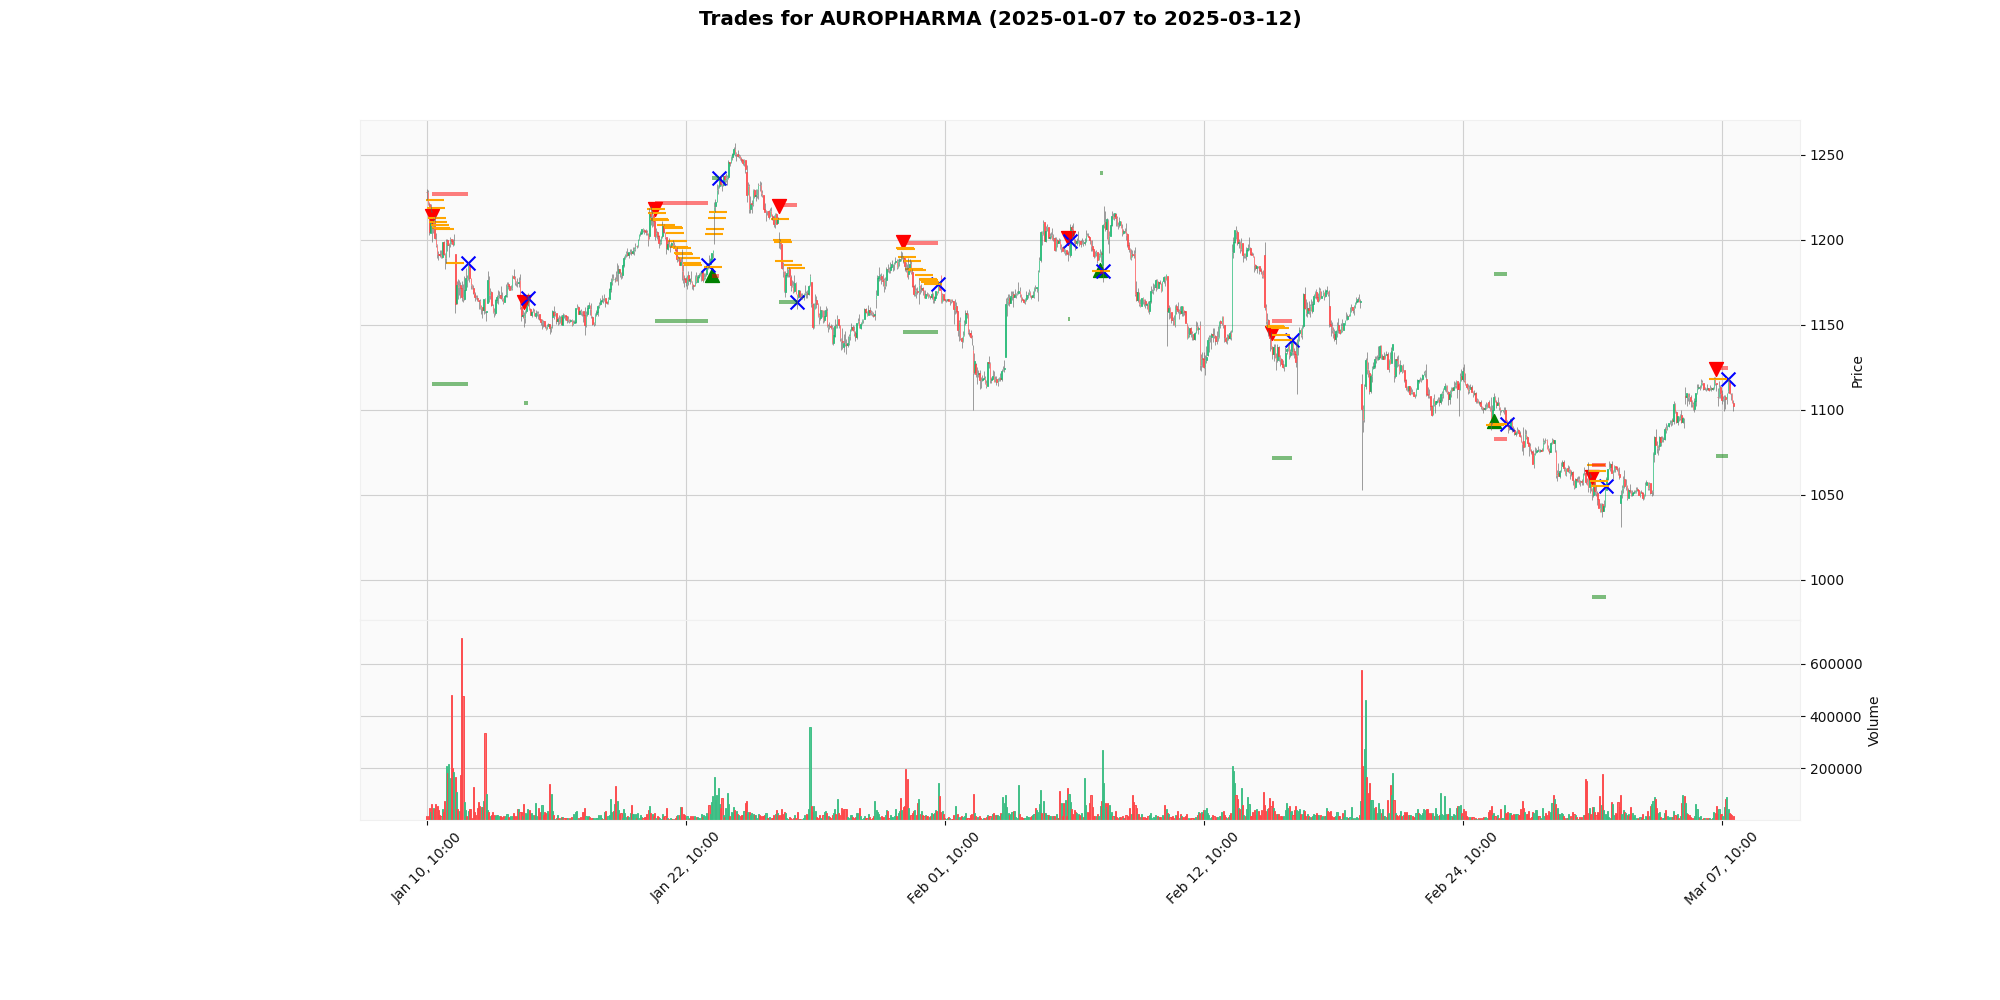 Trades for AUROPHARMA (2025-01-07 to 2025-03-12)
1250
1200
1150
1100
1050
1000
Price
600000
400000
200000
Volume
Jan 10, 10:00
Jan 22, 10:00
Feb 01, 10:00
Feb 12, 10:00
Feb 24, 10:00
Mar 07, 10:00